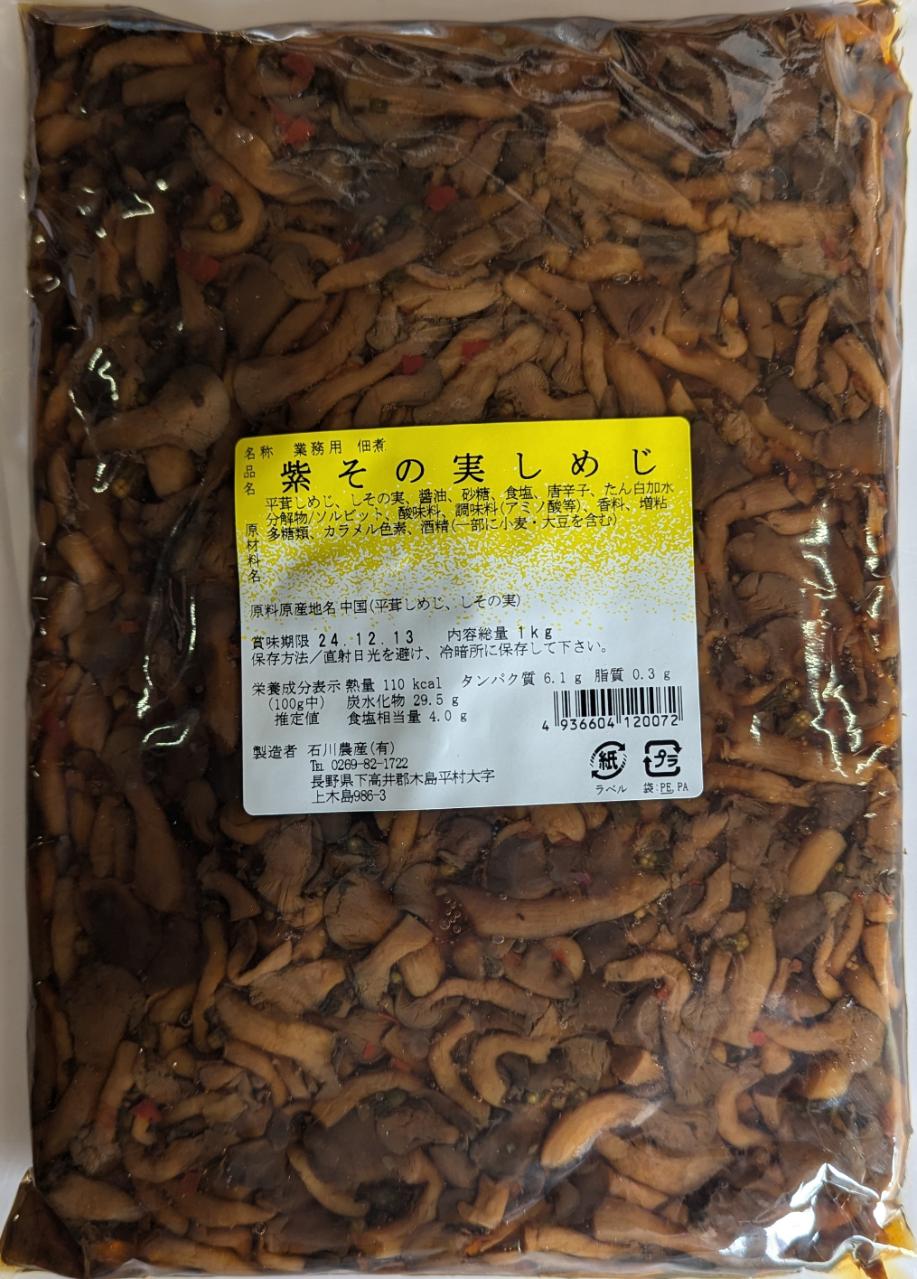 名称 業務用 佃煮
品名 紫その実しめじ
原材料名 平茸しめじ、しその実、醤油、砂糖、食塩、唐辛子、たん白加水
分解物/ソルビット、酸味料、調味料(アミノ酸等)、香料、増粘
多糖類、カラメル色素、酒精(一部に小麦・大豆を含む)
原料原産地名 中国(平茸しめじ、しその実)
賞味期限 24.12.13 内容総量 1kg
保存方法/直射日光を避け、冷暗所に保存して下さい。
栄養成分表示 熱量 110 kcal タンパク質 6.1 g 脂質 0.3 g
(100g中) 炭水化物 29.5 g
推定値 食塩相当量 4.0 g
4 936604 120072
製造者 石川農産(有)
℡ 0269-82-1722
長野県下高井郡木島平村大字
上木島986-3
紙
ラベル
プラ
袋:PE,PA